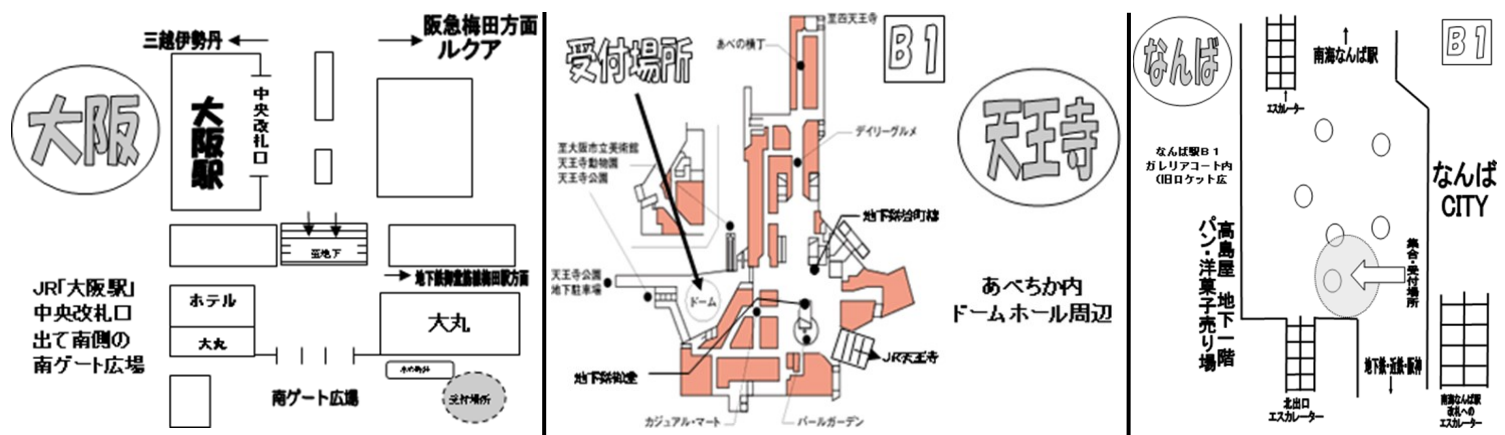 三越伊勢丹
阪急梅田方面
ルクア
大阪
大阪駅
中央改札口
至地下
地下鉄御堂筋線梅田駅方面
JR「大阪駅」
中央改札口
出て南側の
南ゲート広場
ホテル
大丸
大丸
水の時計
南ゲート広場
受付場所
受付場所
B1
至四天王寺
あべの横丁
天王寺
デイリーグルメ
至大阪市立美術館
天王寺動物園
天王寺公園
地下鉄谷町線
天王寺公園
地下駐車場
ドーム
あべちか内
ドームホール周辺
JR天王寺
地下鉄御堂
カジュアル・マート
パールガーデン
なんば
B1
南海なんば駅
エスカレーター
なんば駅B1
ガレリアコート内
(旧ロケット広
なんば
CITY
高島屋 地下一階
パン・洋菓子売り場
集合・受付場所
地下鉄・近鉄・阪神
北出口
エスカレーター
南海なんば駅
改札への
エスカレーター